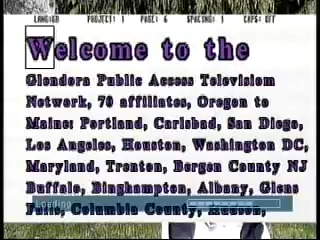 LANG:GB PROJECT: 1 PAGE: 6 SPACING: 1 CAPS: OFF
Welcome to the
Glendora Public Access Television
Network, 70 affiliates, Oregon to
Maine: Portland, Carlsbad, San Diego,
Los Angeles, Houston, Washington DC,
Maryland, Trenton, Bergen County NJ
Buffalo, Binghampton, Albany, Glens
Falls, Columbia County, Hudson,
Loading